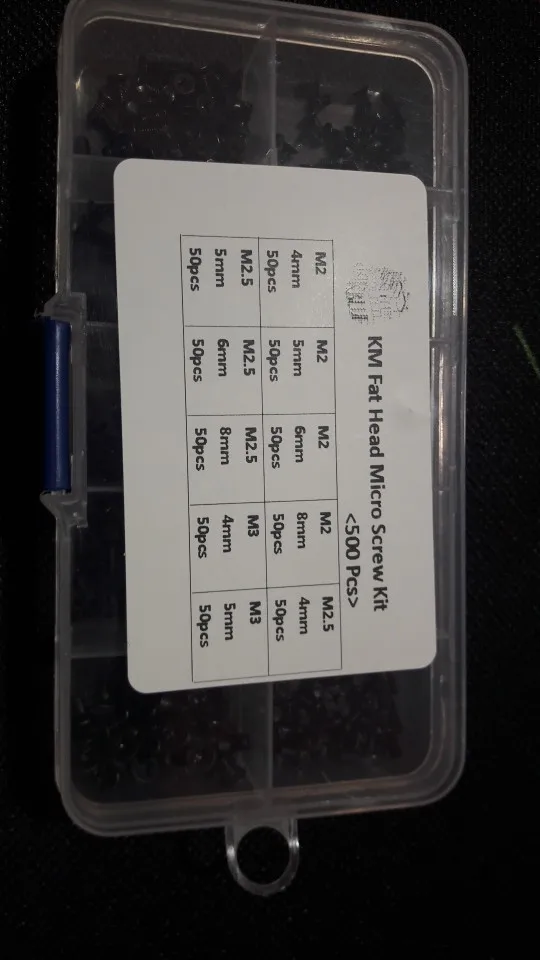 KM Fat Head Micro Screw Kit
<500 Pcs>
M2 M2 M2 M2 M2.5
4mm 5mm 6mm 8mm 4mm
50pcs 50pcs 50pcs 50pcs 50pcs
M2.5 M2.5 M2.5 M3 M3
5mm 6mm 8mm 4mm 5mm
50pcs 50pcs 50pcs 50pcs 50pcs